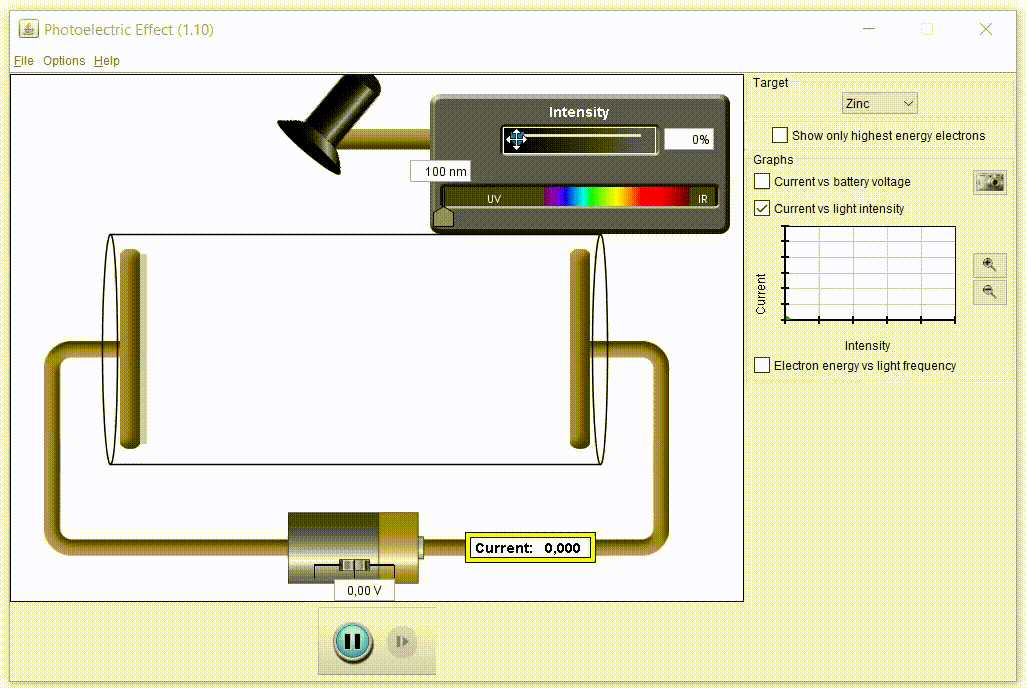 Photoelectric Effect (1.10)
File Options Help
Intensity
0%
100 nm
UV
IR
Current: 0,000
0,00 V
Target
Zinc
Show only highest energy electrons
Graphs
Current vs battery voltage
Current vs light intensity
Current
Intensity
Electron energy vs light frequency